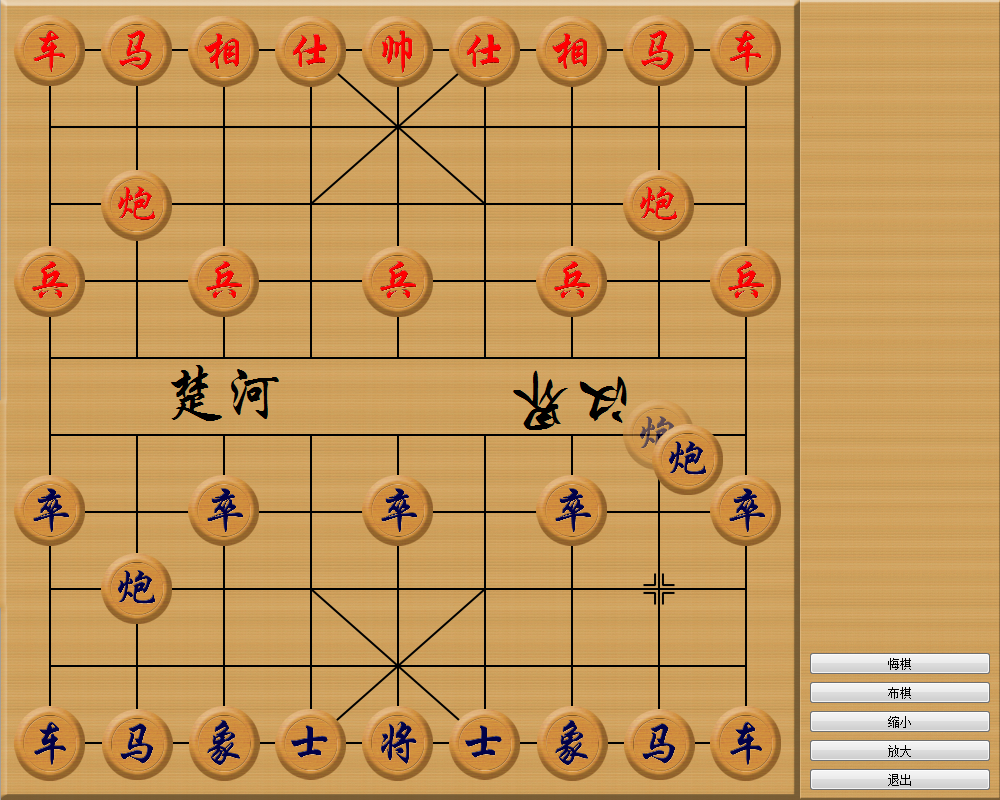 车 马 相 仕 帅 仕 相 马 车
炮 炮
兵 兵 兵 兵 兵
楚河 汉界
炮
炮
卒 卒 卒 卒 卒
炮
车 马 象 士 将 士 象 马 车
悔棋
布棋
缩小
放大
退出